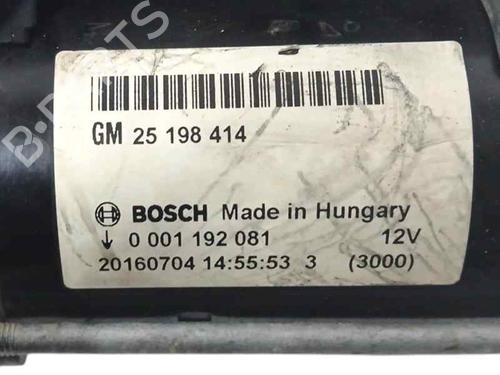 B-PARTS
GM 25 198 414
BOSCH Made in Hungary
↓ 0 001 192 081 12V
20160704 14:55:53 3 (3000)